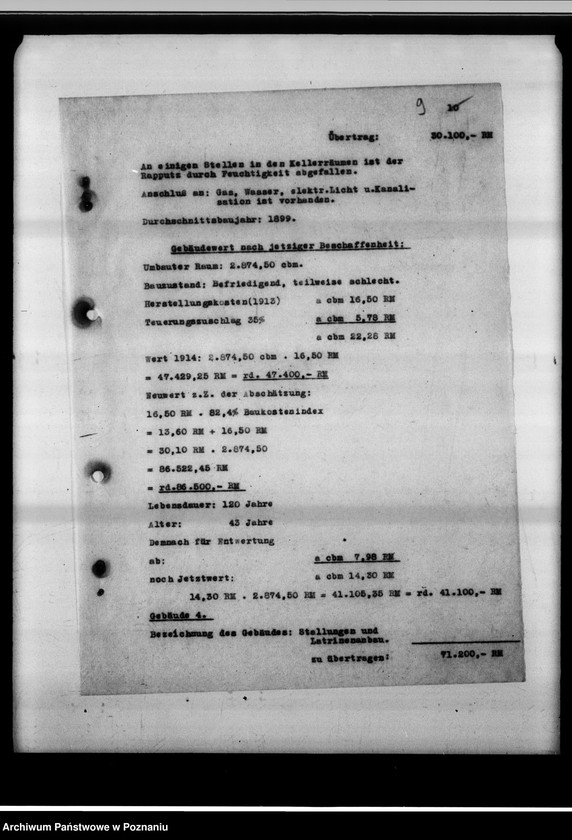 9 10
Übertrag: 30.100,- RM
An einigen Stellen in den Kellerräumen ist der
Rapputz durch Feuchtigkeit abgefallen.
Anschluß an: Gas, Wasser, elektr.Licht u.Kanali-
sation ist vorhanden.
Durchschnittsbaujahr: 1899.
Gebäudewert nach jetziger Beschaffenheit:
Umbauter Raum: 2.874,50 cbm.
Bauzustand: Befriedigend, teilweise schlecht.
Herstellungskosten(1913) a cbm 16,50 RM
Teuerungszuschlag 35% a cbm 5,78 RM
a cbm 22,28 RM
Wert 1914: 2.874,50 cbm . 16,50 RM
= 47.429,25 RM = rd. 47.400,- RM
Neuwert z.Z. der Abschätzung:
16,50 RM . 82,4% Baukostenindex
= 13,60 RM + 16,50 RM
= 30,10 RM . 2.874,50
= 86.522,45 RM
= rd.86.500,- RM
Lebensdauer: 120 Jahre
Alter: 43 Jahre
Demnach für Entwertung
ab: a cbm 7,98 RM
noch Jetztwert: a cbm 14,30 RM
14,30 RM . 2.874,50 RM = 41.105,35 RM = rd. 41.100,- RM
Gebäude 4.
Bezeichnung des Gebäudes: Stallungen und
Latrinenanbau.
zu übertragen: 71.200,- RM
Archiwum Państwowe w Poznaniu